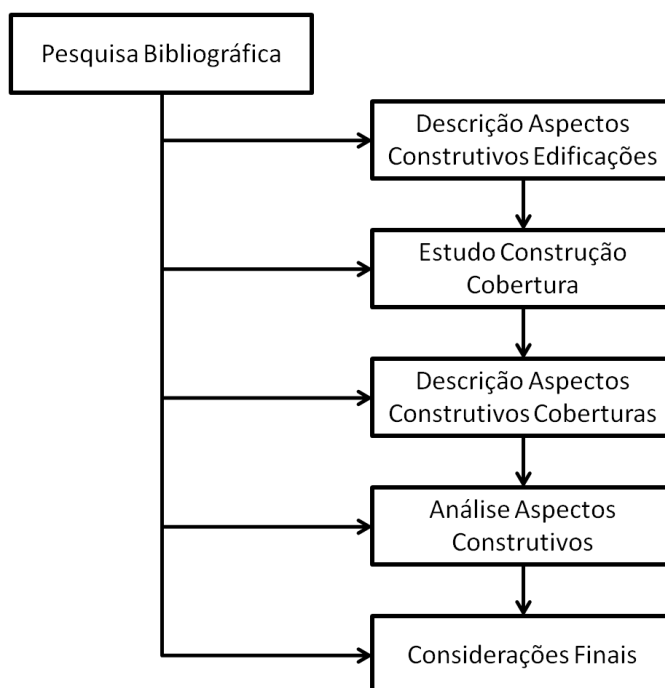 Pesquisa Bibliográfica
Descrição Aspectos
Construtivos Edificações
Estudo Construção
Cobertura
Descrição Aspectos
Construtivos Coberturas
Análise Aspectos
Construtivos
Considerações Finais